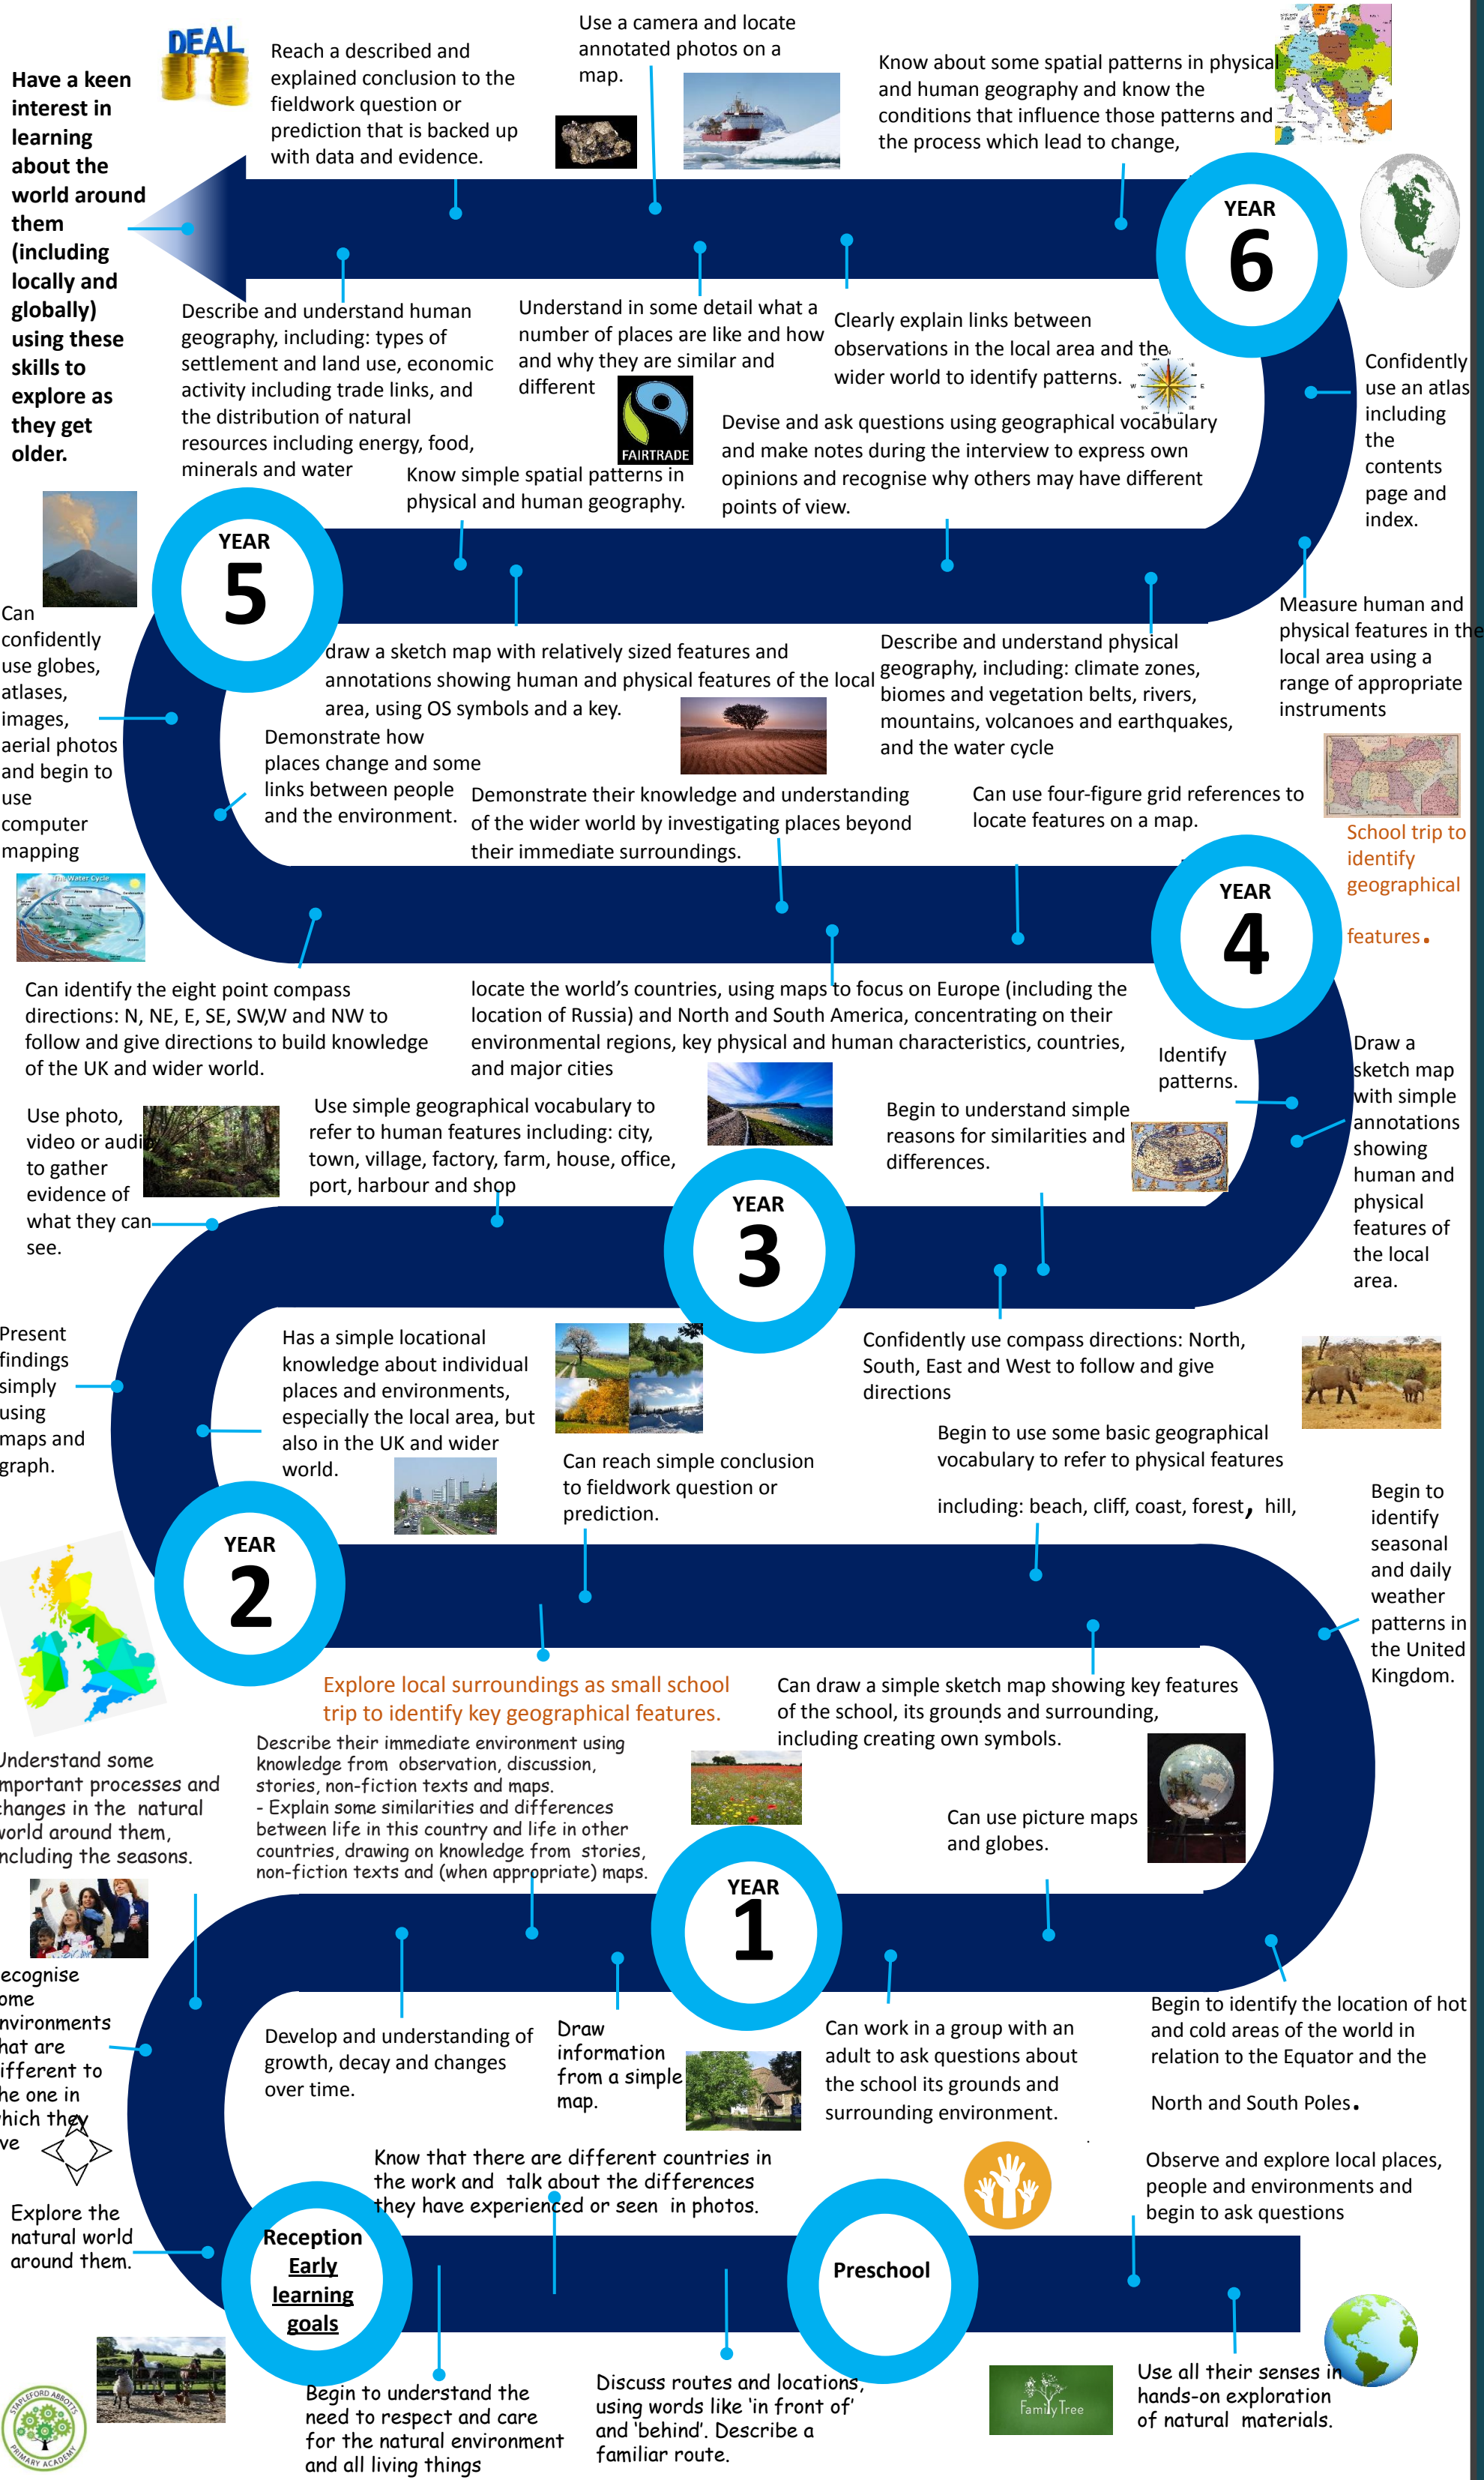 DEAL
Have a keen
interest in
learning
about the
world around
them
(including
locally and
globally)
using these
skills to
explore as
they get
older.
Reach a described and
explained conclusion to the
fieldwork question or
prediction that is backed up
with data and evidence.
Use a camera and locate
annotated photos on a
map.
Know about some spatial patterns in physical
and human geography and know the
conditions that influence those patterns and
the process which lead to change,
YEAR
6
Describe and understand human
geography, including: types of
settlement and land use, economic
activity including trade links, and
the distribution of natural
resources including energy, food,
minerals and water
Understand in some detail what a
number of places are like and how
and why they are similar and
different
FAIRTRADE
Clearly explain links between
observations in the local area and the
wider world to identify patterns.
N
W
E
Confidently
use an atlas
including
the
contents
page and
index.
Know simple spatial patterns in
physical and human geography.
Devise and ask questions using geographical vocabulary
and make notes during the interview to express own
opinions and recognise why others may have different
points of view.
YEAR
5
Measure human and
physical features in the
local area using a
range of appropriate
instruments
Can
confidently
use globes,
atlases,
images,
aerial photos
and begin to
use
computer
mapping
draw a sketch map with relatively sized features and
annotations showing human and physical features of the local
area, using OS symbols and a key.
Describe and understand physical
geography, including: climate zones,
biomes and vegetation belts, rivers,
mountains, volcanoes and earthquakes,
and the water cycle
Demonstrate how
places change and some
links between people
and the environment.
Demonstrate their knowledge and understanding
of the wider world by investigating places beyond
their immediate surroundings.
Can use four-figure grid references to
locate features on a map.
School trip to
identify
geographical
features.
The Water Cycle
YEAR
4
Can identify the eight point compass
directions: N, NE, E, SE, SW,W and NW to
follow and give directions to build knowledge
of the UK and wider world.
locate the world's countries, using maps to focus on Europe (including the
location of Russia) and North and South America, concentrating on their
environmental regions, key physical and human characteristics, countries,
and major cities
Identify
patterns.
Draw a
sketch map
with simple
annotations
showing
human and
physical
features of
the local
area.
Use photo,
video or audio
to gather
evidence of
what they can
see.
Use simple geographical vocabulary to
refer to human features including: city,
town, village, factory, farm, house, office,
port, harbour and shop
Begin to understand simple
reasons for similarities and
differences.
YEAR
3
Present
findings
simply
using
maps and
graph.
Has a simple locational
knowledge about individual
places and environments,
especially the local area, but
also in the UK and wider
world.
Confidently use compass directions: North,
South, East and West to follow and give
directions
Can reach simple conclusion
to fieldwork question or
prediction.
Begin to use some basic geographical
vocabulary to refer to physical features
including: beach, cliff, coast, forest, hill,
Begin to
identify
seasonal
and daily
weather
patterns in
the United
Kingdom.
YEAR
2
Explore local surroundings as small school
trip to identify key geographical features.
Can draw a simple sketch map showing key features
of the school, its grounds and surrounding,
including creating own symbols.
Understand some
mportant processes and
changes in the natural
world around them,
ncluding the seasons.
Describe their immediate environment using
knowledge from observation, discussion,
stories, non-fiction texts and maps.
- Explain some similarities and differences
between life in this country and life in other
countries, drawing on knowledge from stories,
non-fiction texts and (when appropriate) maps.
Can use picture maps
and globes.
YEAR
1
ecognise
ome
nvironments
hat are
ifferent to
he one in
hich they
ve
Develop and understanding of
growth, decay and changes
over time.
Draw
information
from a simple
map.
Can work in a group with an
adult to ask questions about
the school its grounds and
surrounding environment.
Begin to identify the location of hot
and cold areas of the world in
relation to the Equator and the
North and South Poles.
Know that there are different countries in
the work and talk about the differences
they have experienced or seen in photos.
Observe and explore local places,
people and environments and
begin to ask questions
Explore the
natural world
around them.
Reception
Early
learning
goals
Preschool
Begin to understand the
need to respect and care
for the natural environment
and all living things
Discuss routes and locations,
using words like 'in front of'
and 'behind'. Describe a
familiar route.
Family Tree
Use all their senses in
hands-on exploration
of natural materials.
STAPLEFORD ABBOTTS
PRIMARY ACADEMY